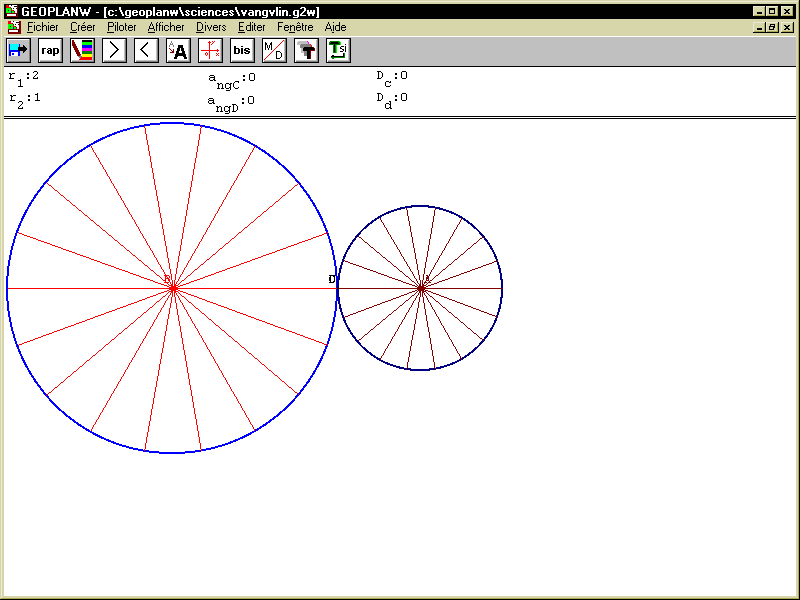 GEOPLANW - [c:\geoplanw\sciences\vangvlin.g2w]
Fichier Créer Piloter Afficher Divers Editer Fenêtre Aide
rap > < A bis M/D T Tsi
r1:2 angC:0 Dc:0
r2:1 angD:0 Dd:0
B D A